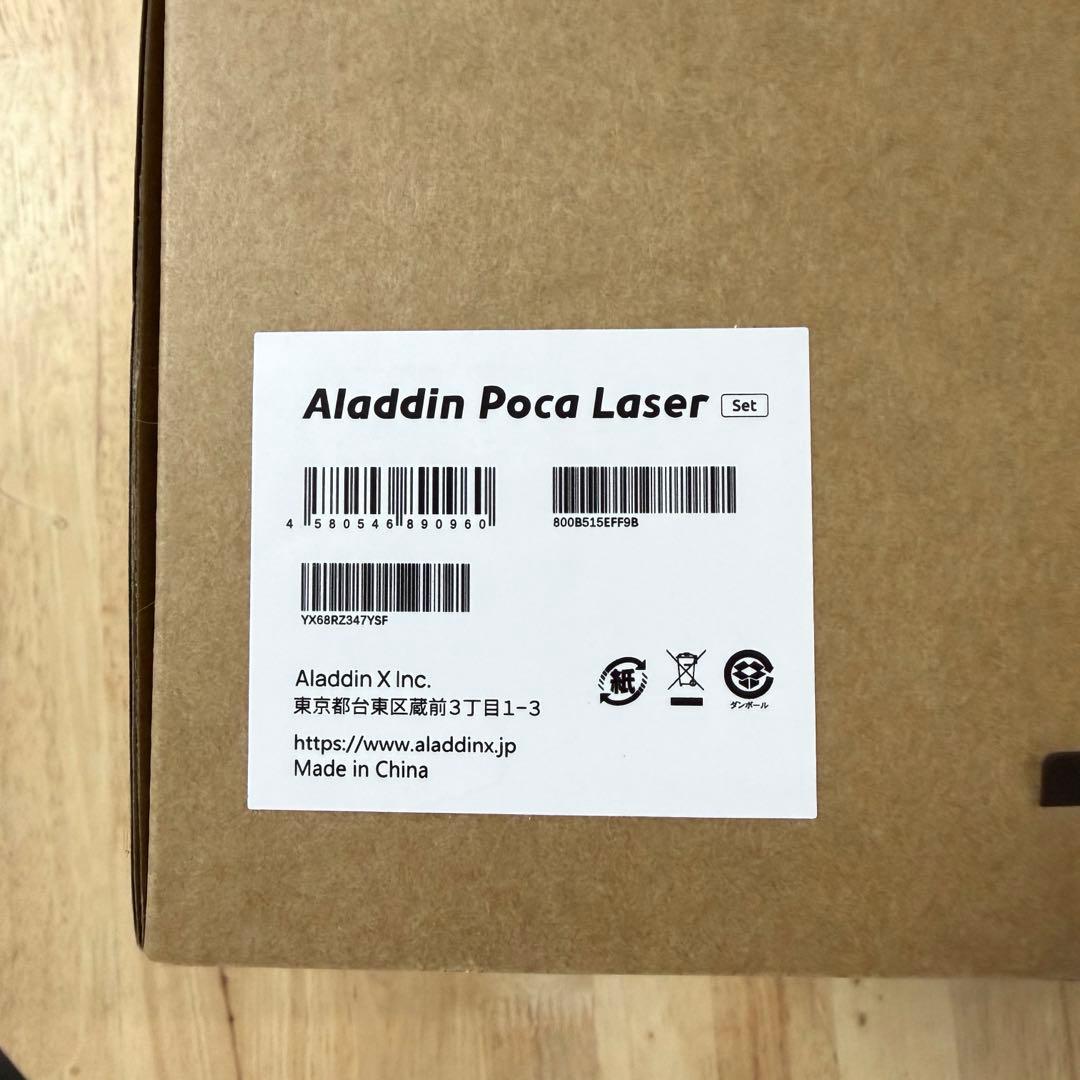 Aladdin Poca Laser Set
4 580546 890960
800B515EFF9B
YX68RZ347YSF
Aladdin X Inc.
東京都台東区蔵前3丁目1-3
https://www.aladdinx.jp
Made in China
紙
ダンボール